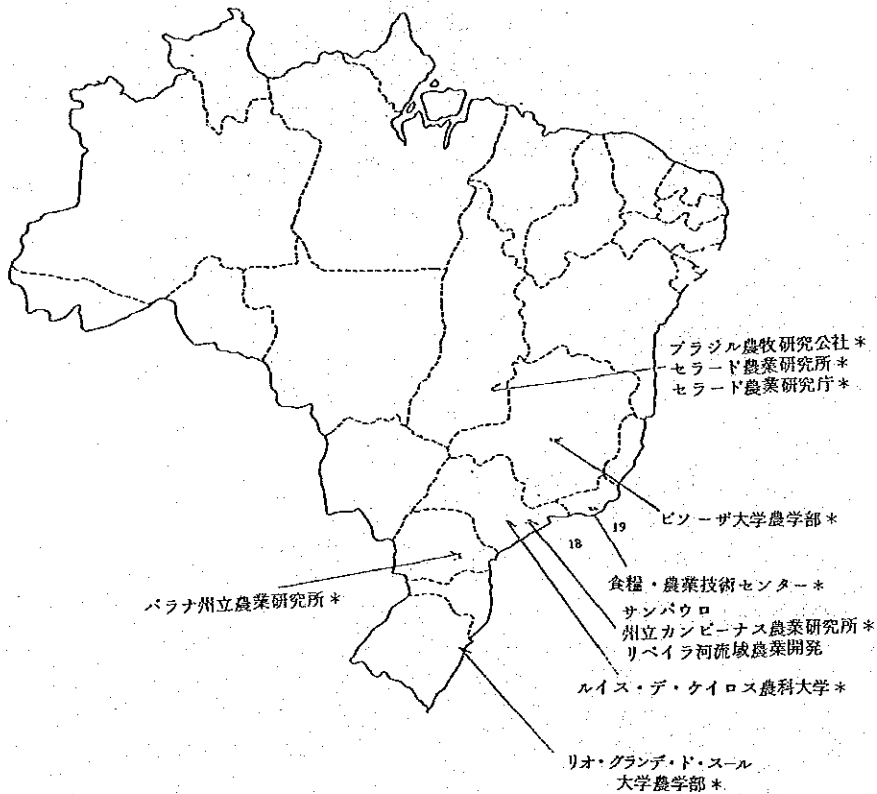 ブラジル農牧研究公社*
セラード農業研究所*
セラード農業研究庁*
ビソーザ大学農学部*
19
18
食糧・農業技術センター*
サンパウロ
州立カンピーナス農業研究所*
リベイラ河流域農業開発
パラナ州立農業研究所*
ルイス・デ・ケイロス農科大学*
リオ・グランデ・ド・スール
大学農学部*